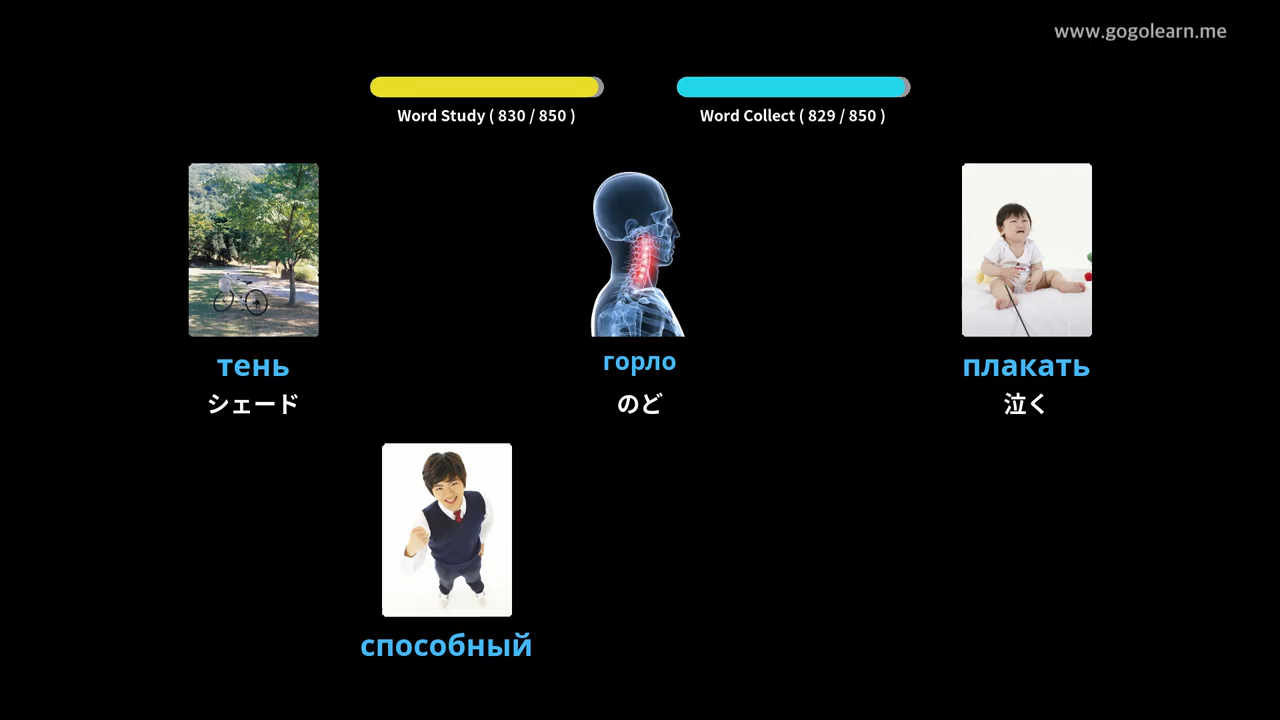 www.gogolearn.me
Word Study ( 830 / 850 )
Word Collect ( 829 / 850 )
тень
горло
плакать
シェード
のど
泣く
способный